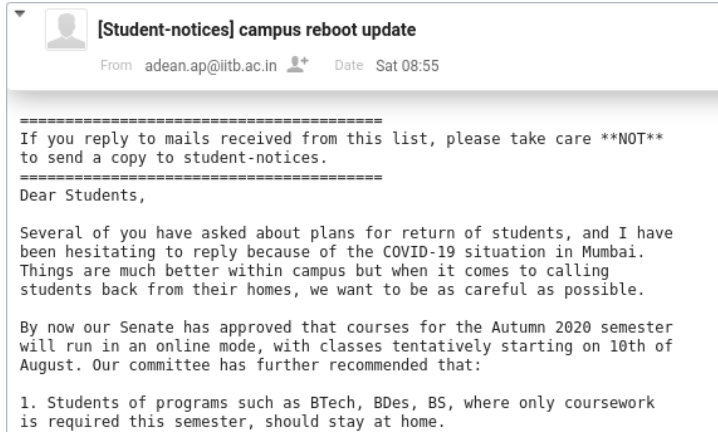 [Student-notices] campus reboot update
From adean.ap@iitb.ac.in Date Sat 08:55
========================================
If you reply to mails received from this list, please take care **NOT**
to send a copy to student-notices.
========================================
Dear Students,
Several of you have asked about plans for return of students, and I have
been hesitating to reply because of the COVID-19 situation in Mumbai.
Things are much better within campus but when it comes to calling
students back from their homes, we want to be as careful as possible.
By now our Senate has approved that courses for the Autumn 2020 semester
will run in an online mode, with classes tentatively starting on 10th of
August. Our committee has further recommended that:
1. Students of programs such as BTech, BDes, BS, where only coursework
is required this semester, should stay at home.